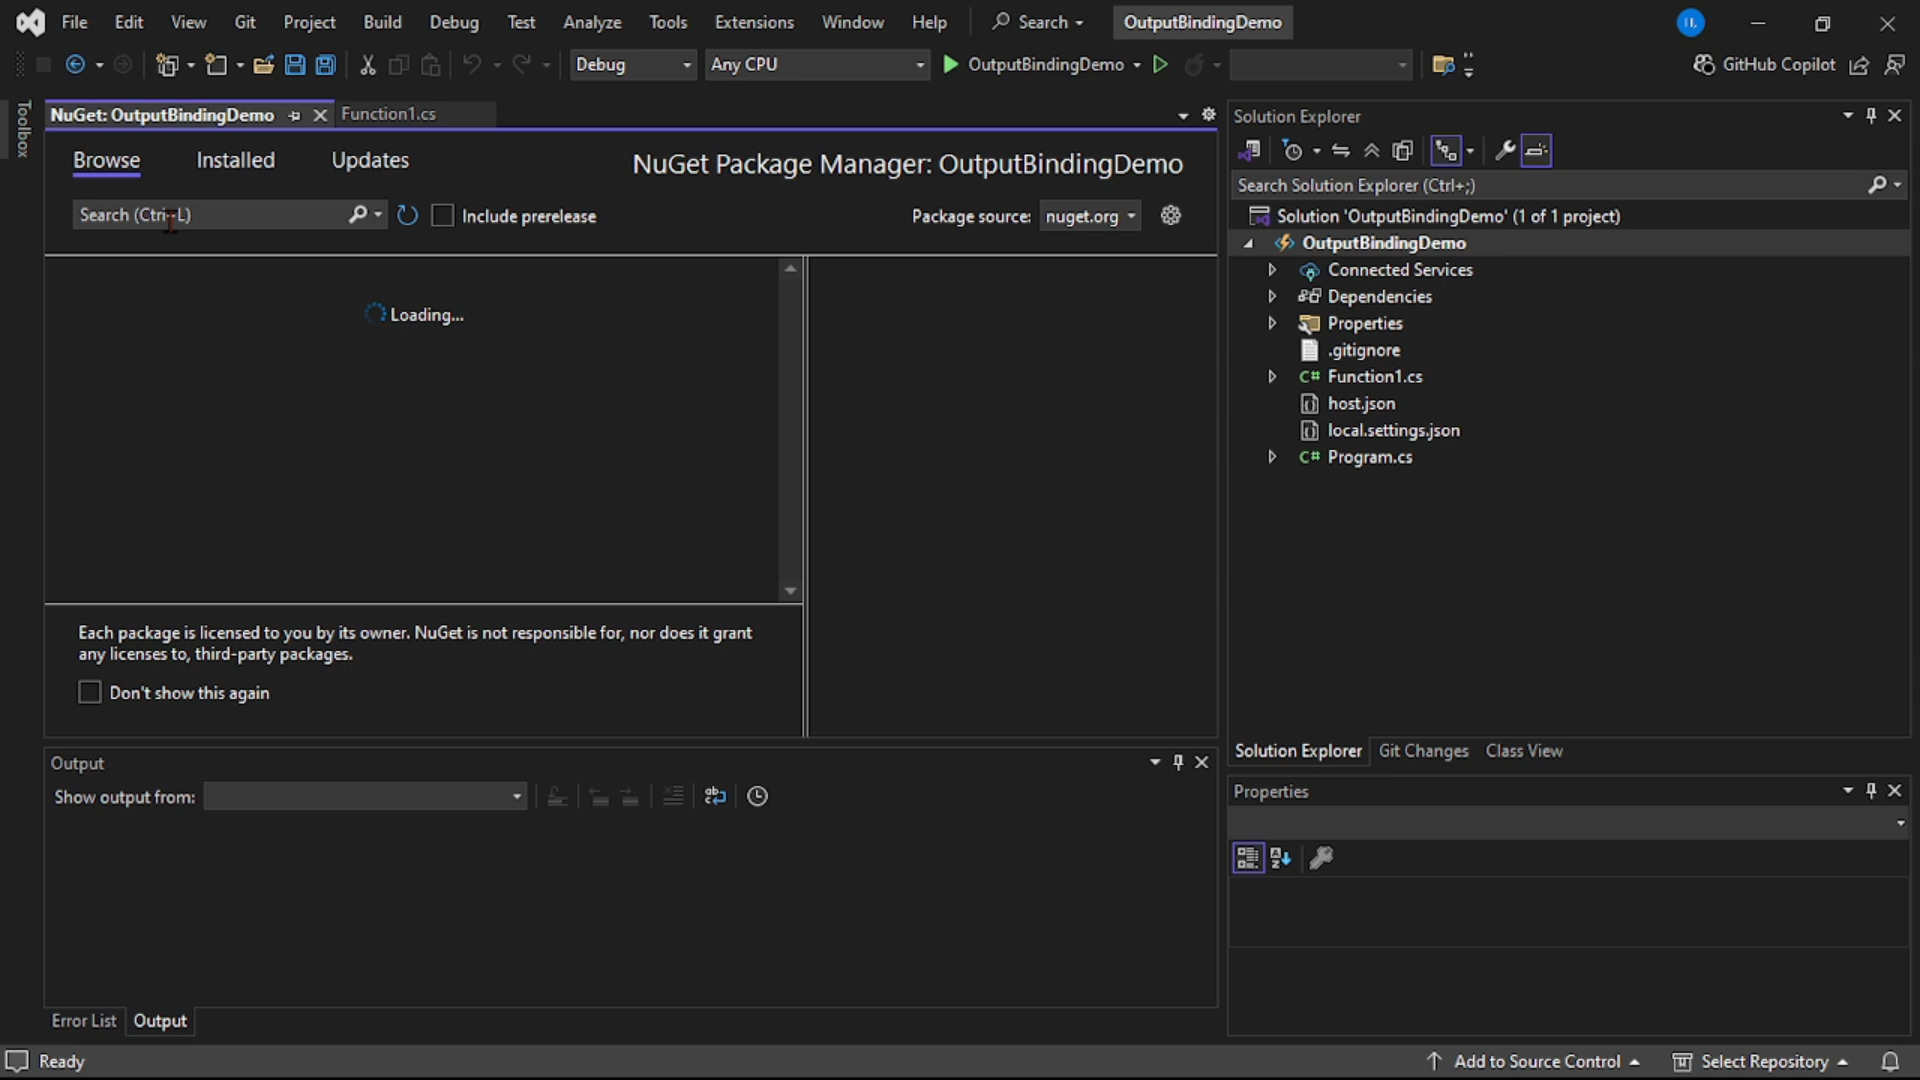 File Edit View Git Project Build Debug Test Analyze Tools Extensions Window Help Search OutputBindingDemo IL
Debug Any CPU OutputBindingDemo GitHub Copilot
Toolbox
NuGet: OutputBindingDemo Function1.cs
Browse Installed Updates NuGet Package Manager: OutputBindingDemo
Search (Ctrl+L) Include prerelease Package source: nuget.org
Loading...
Each package is licensed to you by its owner. NuGet is not responsible for, nor does it grant
any licenses to, third-party packages.
Don't show this again
Solution Explorer
Search Solution Explorer (Ctrl+;)
Solution 'OutputBindingDemo' (1 of 1 project)
OutputBindingDemo
Connected Services
Dependencies
Properties
.gitignore
C# Function1.cs
host.json
local.settings.json
C# Program.cs
Solution Explorer Git Changes Class View
Output
Show output from:
Error List Output
Properties
Ready Add to Source Control Select Repository